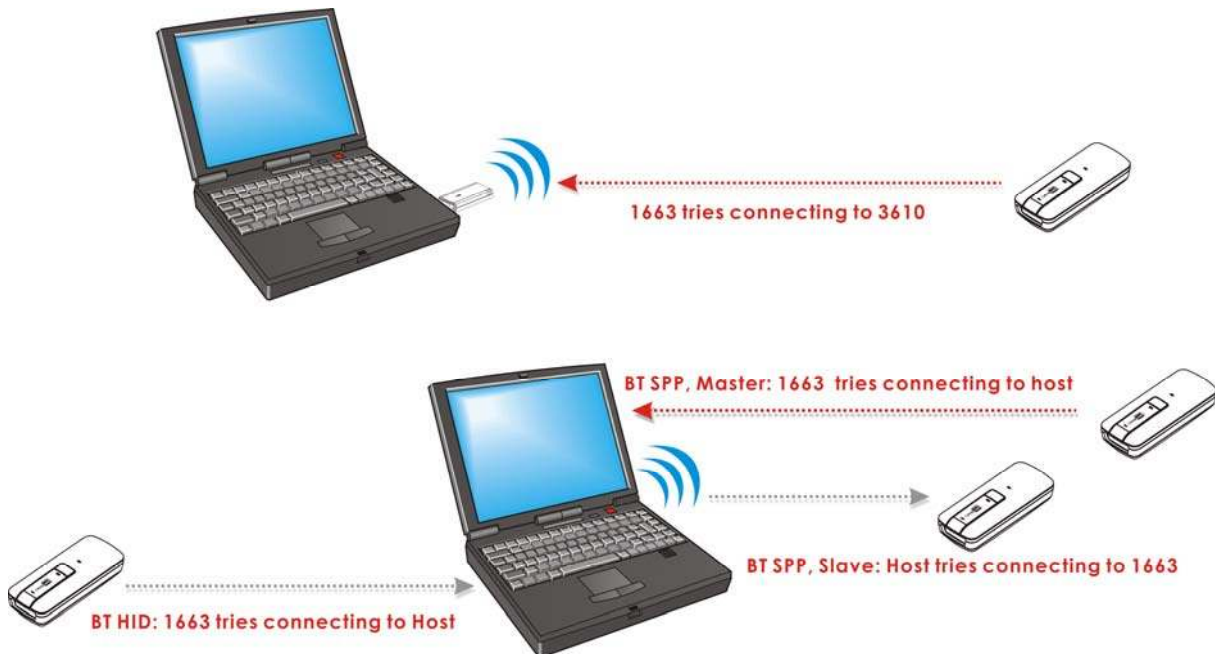 1663 tries connecting to 3610
BT SPP, Master: 1663 tries connecting to host
BT SPP, Slave: Host tries connecting to 1663
BT HID: 1663 tries connecting to Host